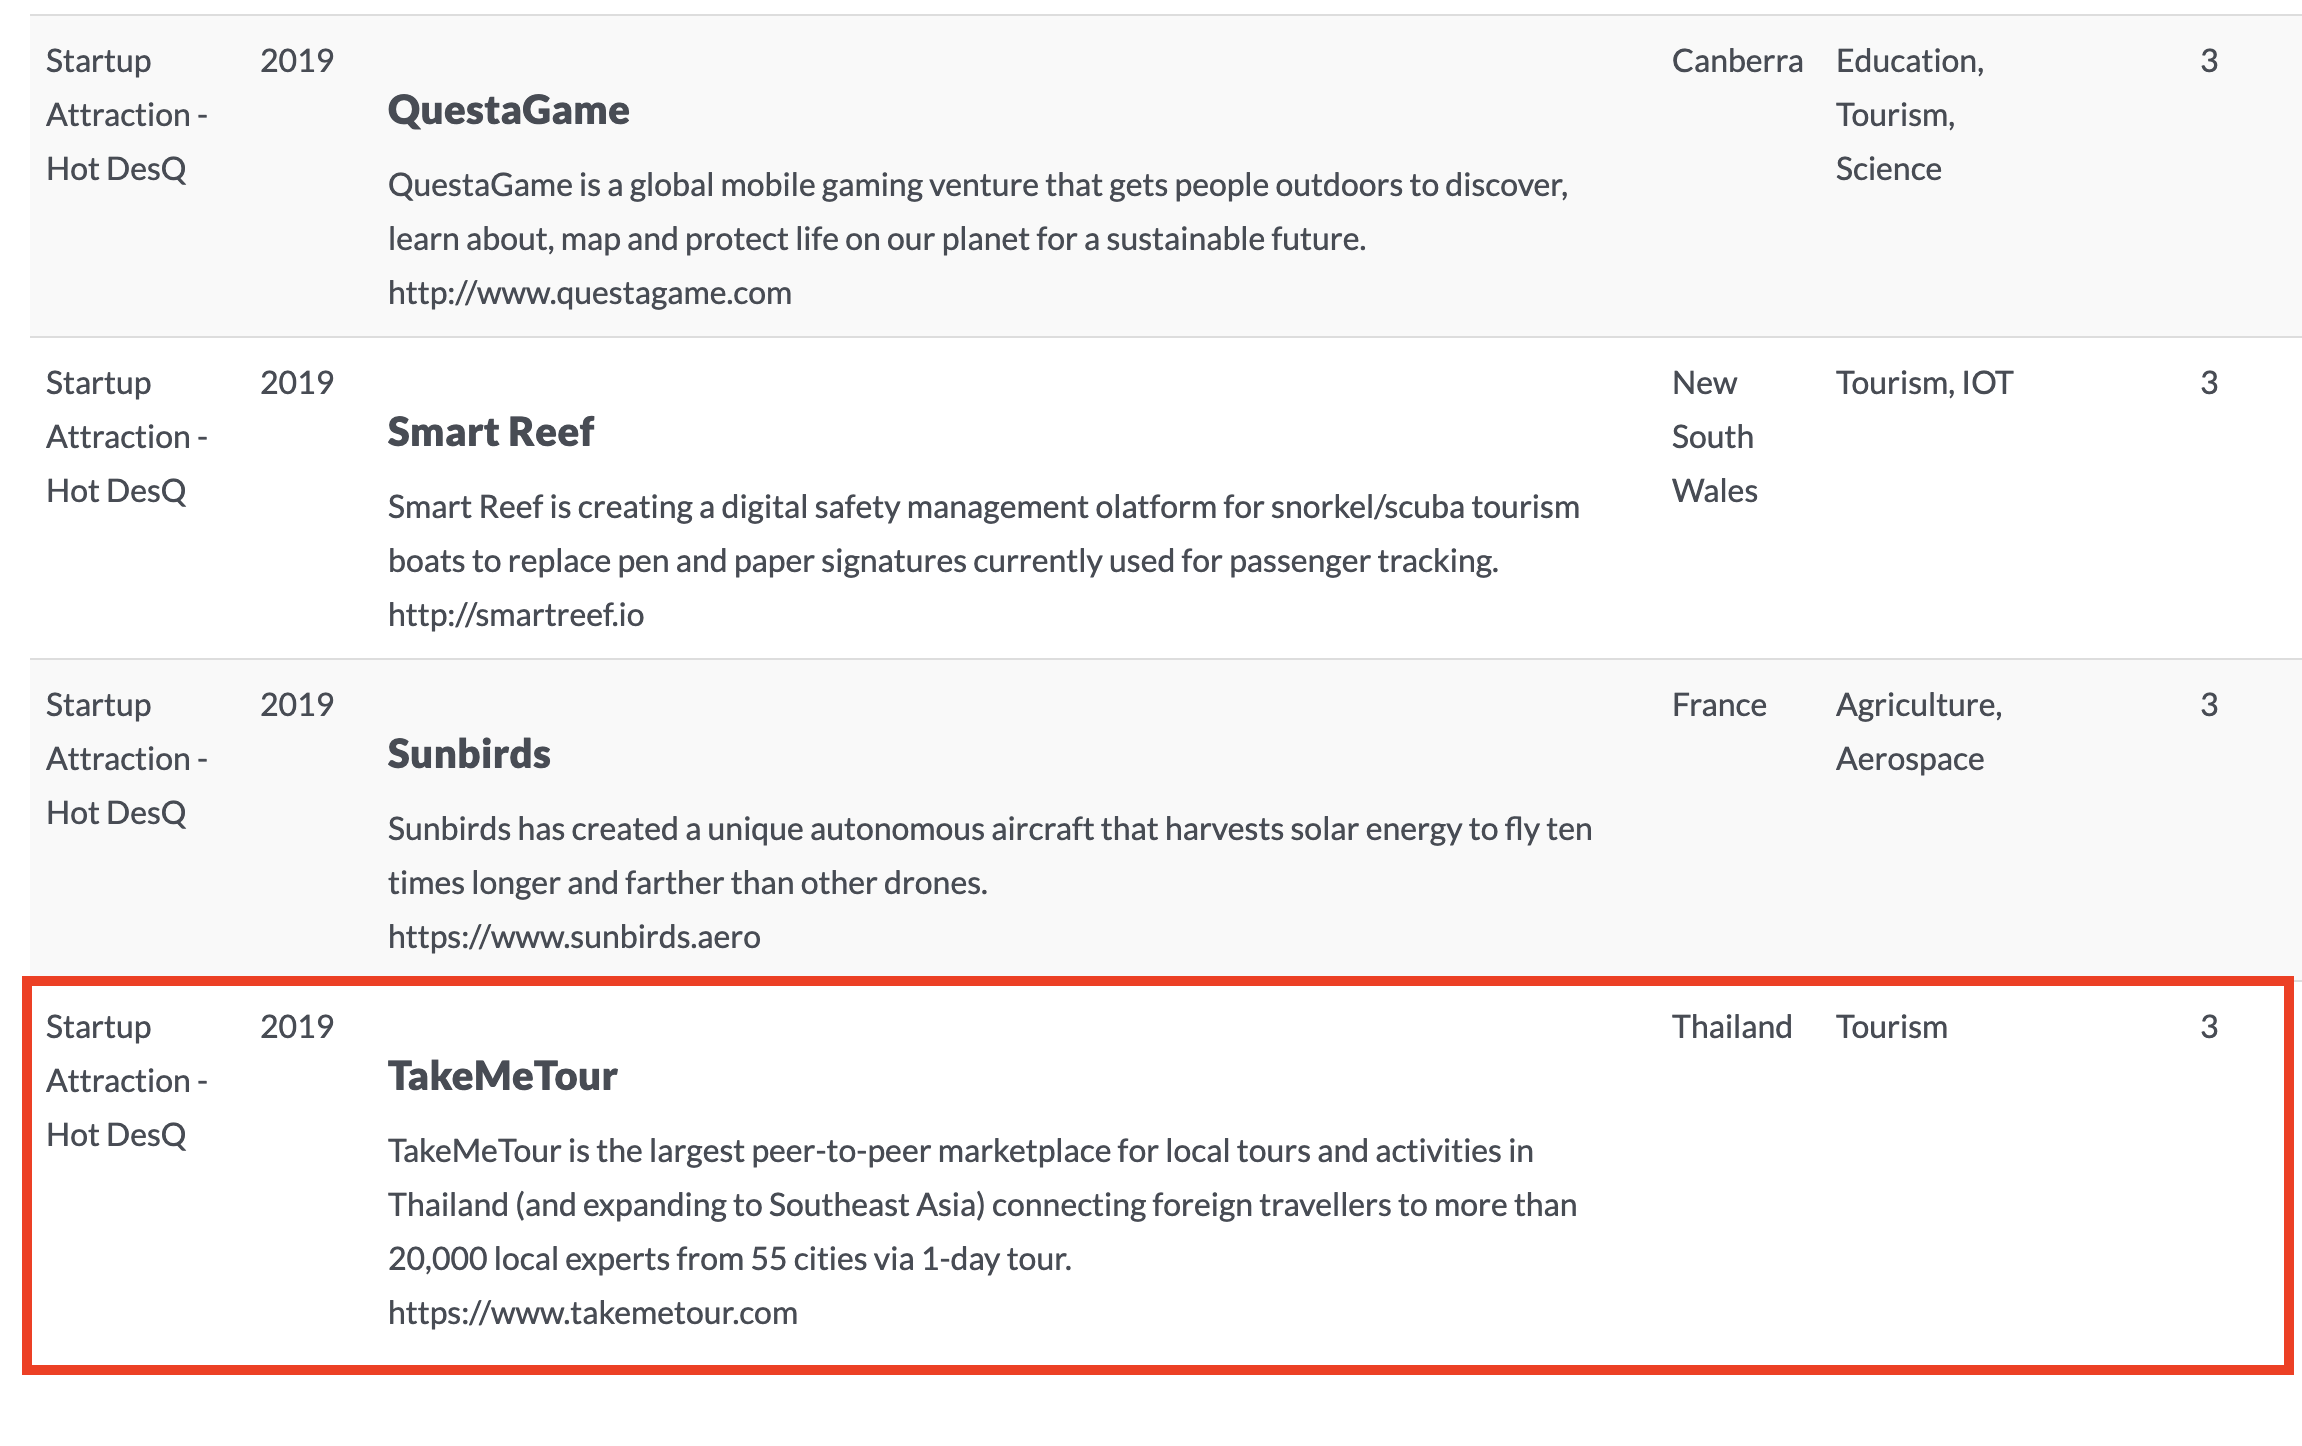 Startup
Attraction -
Hot DesQ
2019
QuestaGame
QuestaGame is a global mobile gaming venture that gets people outdoors to discover,
learn about, map and protect life on our planet for a sustainable future.
http://www.questagame.com
Canberra
Education,
Tourism,
Science
3
Startup
Attraction -
Hot DesQ
2019
Smart Reef
Smart Reef is creating a digital safety management olatform for snorkel/scuba tourism
boats to replace pen and paper signatures currently used for passenger tracking.
http://smartreef.io
New
South
Wales
Tourism, IOT
3
Startup
Attraction -
Hot DesQ
2019
Sunbirds
Sunbirds has created a unique autonomous aircraft that harvests solar energy to fly ten
times longer and farther than other drones.
https://www.sunbirds.aero
France
Agriculture,
Aerospace
3
Startup
Attraction -
Hot DesQ
2019
TakeMeTour
TakeMeTour is the largest peer-to-peer marketplace for local tours and activities in
Thailand (and expanding to Southeast Asia) connecting foreign travellers to more than
20,000 local experts from 55 cities via 1-day tour.
https://www.takemetour.com
Thailand
Tourism
3